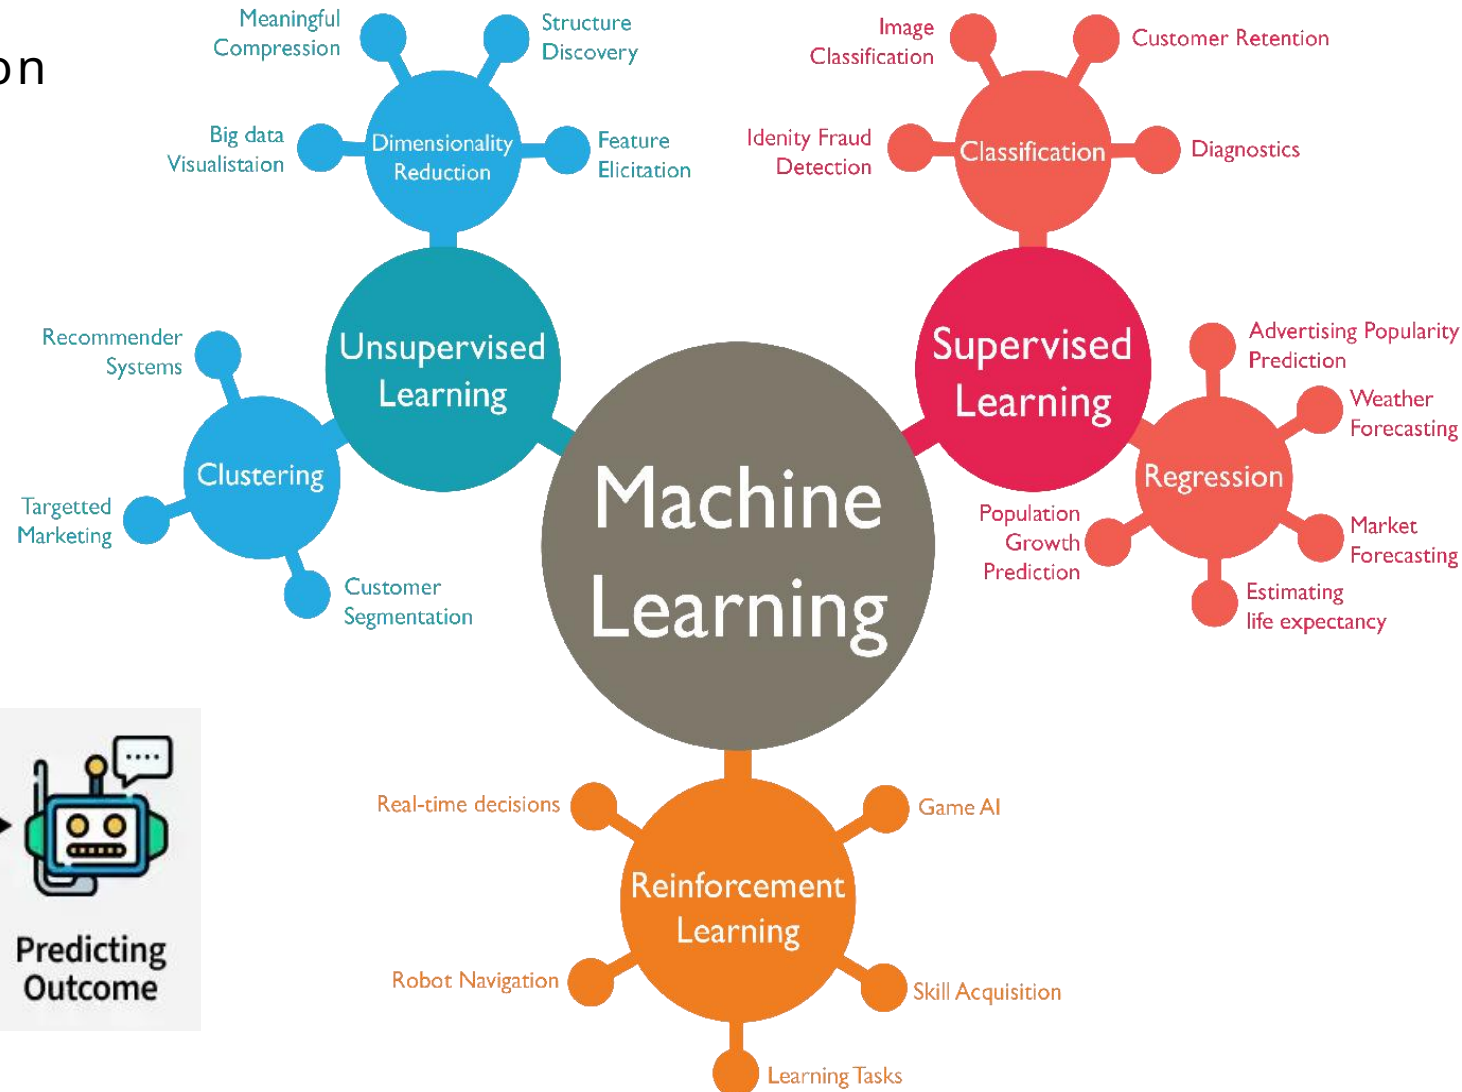 on
Meaningful
Compression
Structure
Discovery
Big data
Visualistaion
Dimensionality
Reduction
Feature
Elicitation
Image
Classification
Customer Retention
Idenity Fraud
Detection
Classification
Diagnostics
Unsupervised
Learning
Supervised
Learning
Recommender
Systems
Clustering
Targetted
Marketing
Customer
Segmentation
Machine
Learning
Advertising Popularity
Prediction
Weather
Forecasting
Regression
Population
Growth
Prediction
Market
Forecasting
Estimating
life expectancy
Real-time decisions
Game AI
Reinforcement
Learning
Robot Navigation
Skill Acquisition
Learning Tasks
Predicting
Outcome